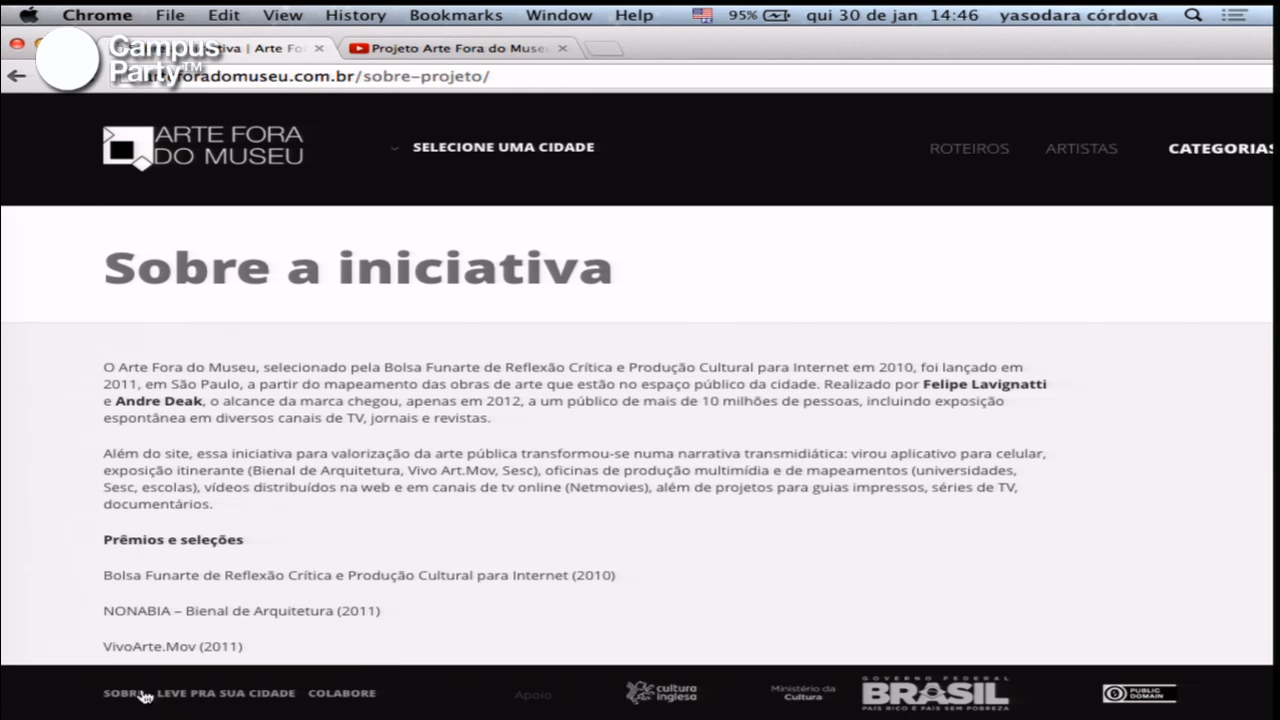 Chrome File Edit View History Bookmarks Window Help 95% qui 30 de jan 14:46 yasodara córdova
Campus
Party™
iva | Arte Fo
Projeto Arte Fora do Muse
foradomuseu.com.br/sobre-projeto/
ARTE FORA
DO MUSEU
SELECIONE UMA CIDADE
ROTEIROS ARTISTAS CATEGORIAS
Sobre a iniciativa
O Arte Fora do Museu, selecionado pela Bolsa Funarte de Reflexão Crítica e Produção Cultural para Internet em 2010, foi lançado em
2011, em São Paulo, a partir do mapeamento das obras de arte que estão no espaço público da cidade. Realizado por Felipe Lavignatti
e Andre Deak, o alcance da marca chegou, apenas em 2012, a um público de mais de 10 milhões de pessoas, incluindo exposição
espontânea em diversos canais de TV, jornais e revistas.
Além do site, essa iniciativa para valorização da arte pública transformou-se numa narrativa transmidiática: virou aplicativo para celular,
exposição itinerante (Bienal de Arquitetura, Vivo Art.Mov, Sesc), oficinas de produção multimídia e de mapeamentos (universidades,
Sesc, escolas), vídeos distribuídos na web e em canais de tv online (Netmovies), além de projetos para guias impressos, séries de TV,
documentários.
Prêmios e seleções
Bolsa Funarte de Reflexão Crítica e Produção Cultural para Internet (2010)
NONABIA – Bienal de Arquitetura (2011)
VivoArte.Mov (2011)
SOBRE LEVE PRA SUA CIDADE COLABORE
Apoio
cultura
inglesa
Ministério da
Cultura
GOVERNO FEDERAL
BRASIL
PAÍS RICO É PAÍS SEM POBREZA
PUBLIC
DOMAIN